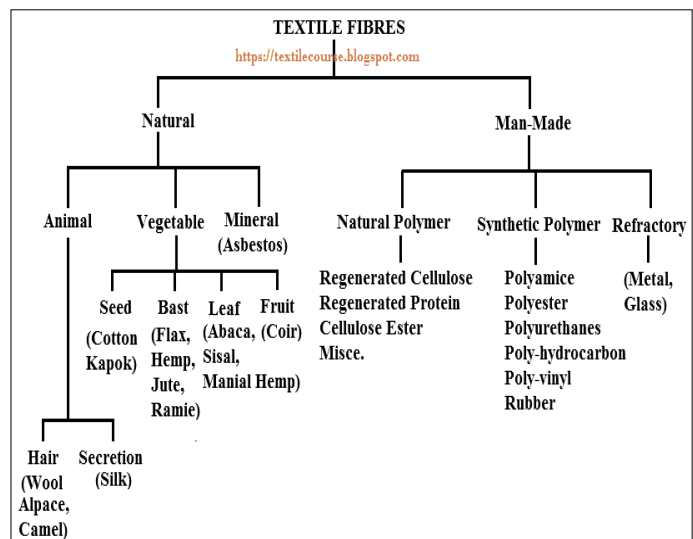 TEXTILE FIBRES
https://textilecourse.blogspot.com
Natural
Man-Made
Animal
Vegetable
Mineral
(Asbestos)
Natural Polymer
Synthetic Polymer
Refractory
Seed
(Cotton
Kapok)
Bast
(Flax,
Hemp,
Jute,
Ramie)
Leaf
(Abaca,
Sisal,
Manial Hemp)
Fruit
(Coir)
Regenerated Cellulose
Regenerated Protein
Cellulose Ester
Misce.
Polyamice
Polyester
Polyurethanes
Poly-hydrocarbon
Poly-vinyl
Rubber
(Metal,
Glass)
Hair
(Wool
Alpace,
Camel)
Secretion
(Silk)